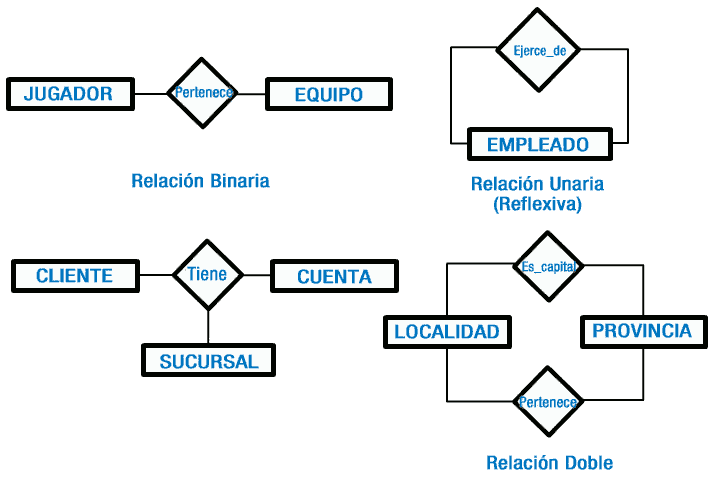 JUGADOR
Pertenece
EQUIPO
Relación Binaria
Ejerce_de
EMPLEADO
Relación Unaria
(Reflexiva)
CLIENTE
Tiene
CUENTA
SUCURSAL
Es_capital
LOCALIDAD
PROVINCIA
Pertenece
Relación Doble